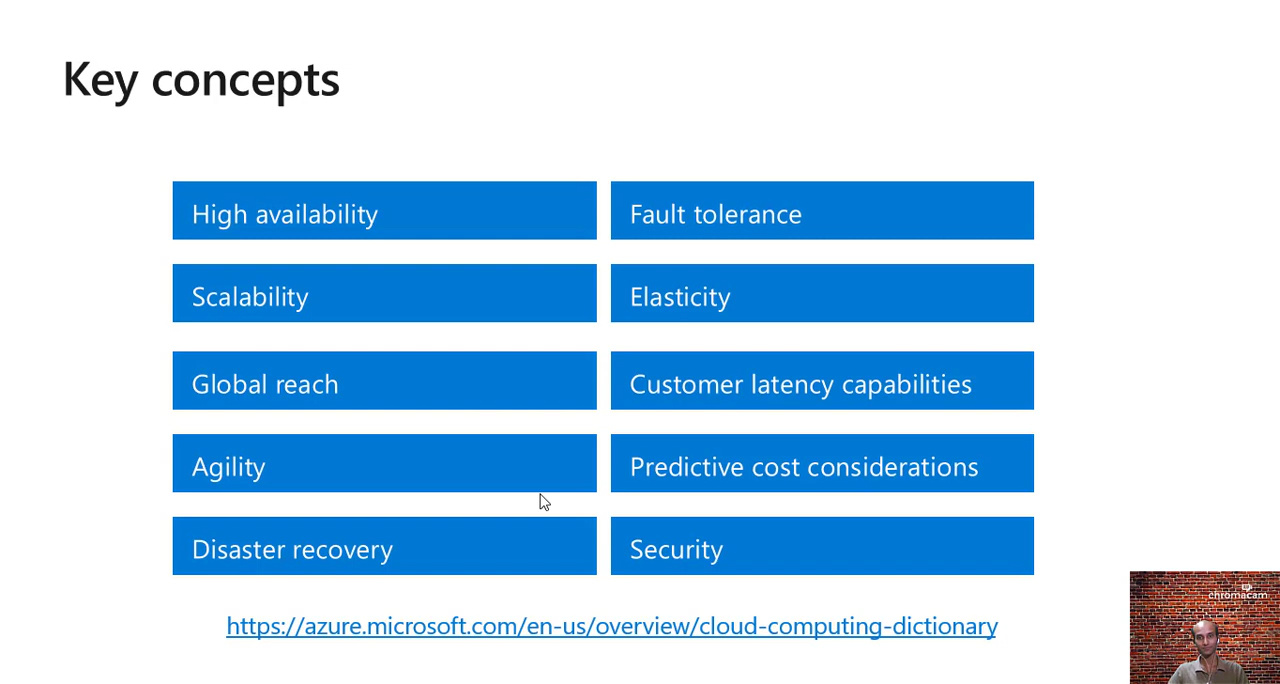 Key concepts
High availability
Fault tolerance
Scalability
Elasticity
Global reach
Customer latency capabilities
Agility
Predictive cost considerations
Disaster recovery
Security
https://azure.microsoft.com/en-us/overview/cloud-computing-dictionary
chromacam